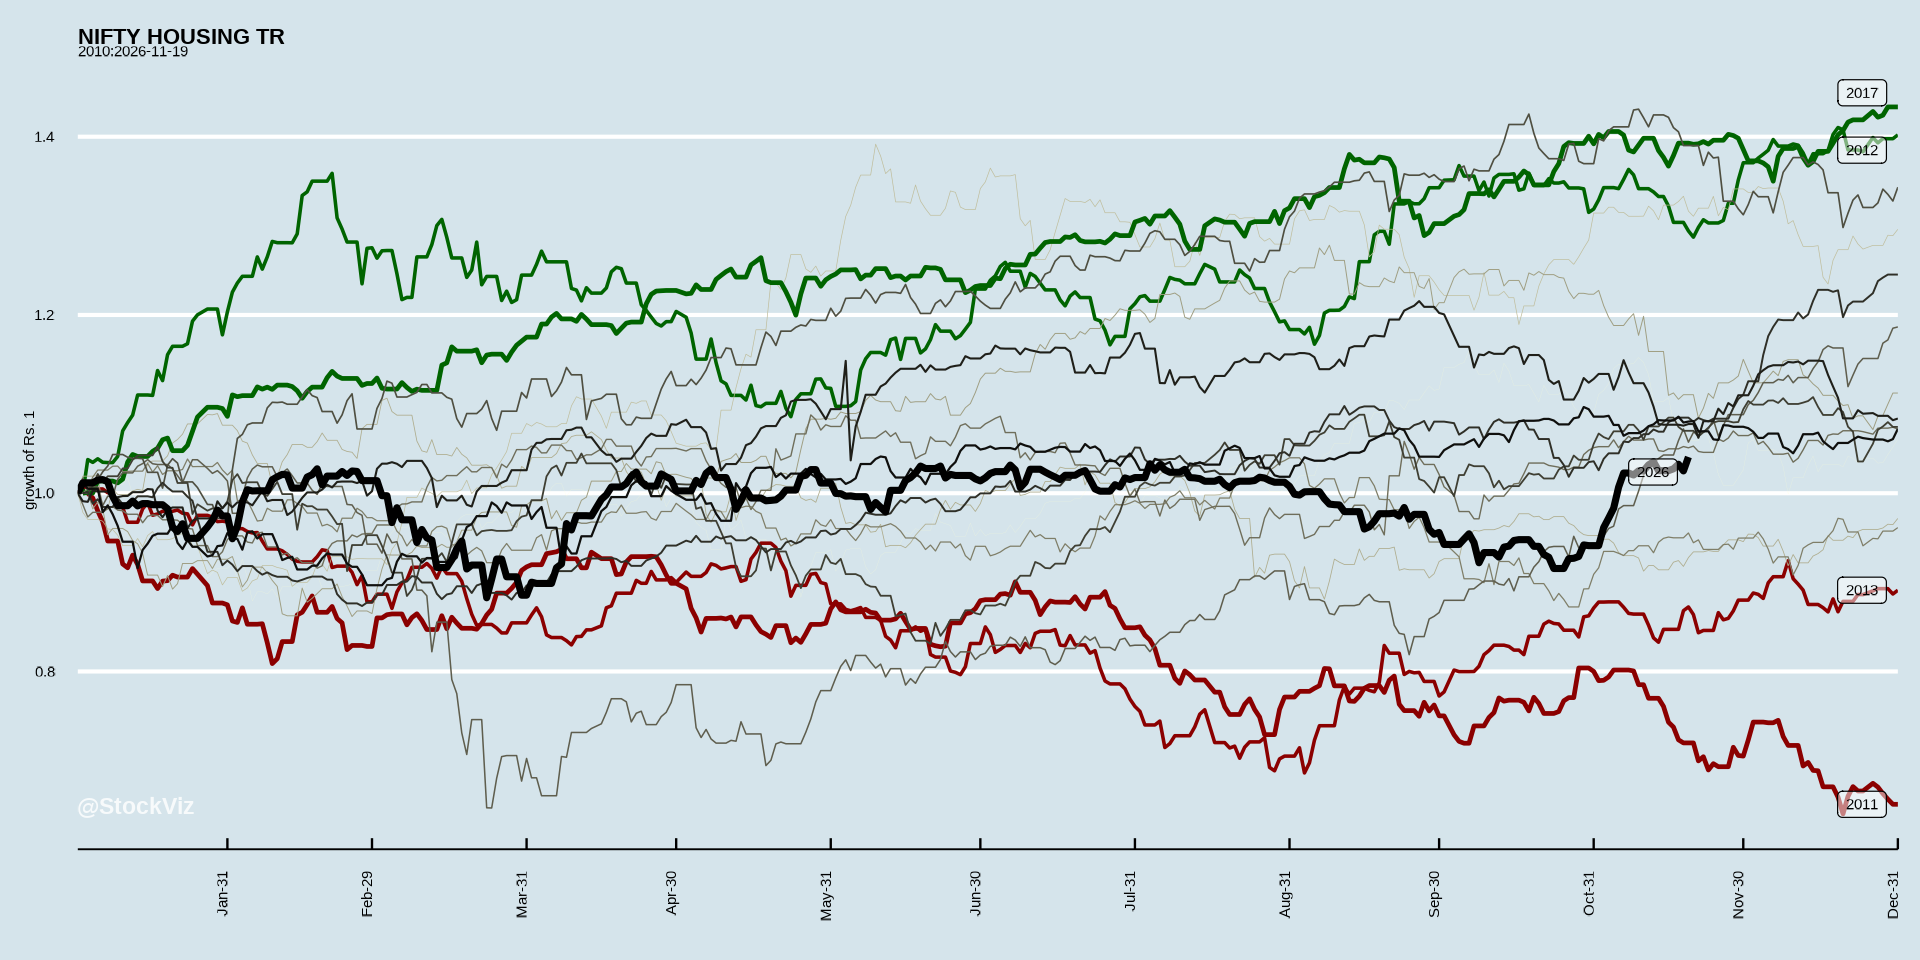 NIFTY HOUSING TR
2010:2026-11-19
growth of Rs. 1
1.4
1.2
1.0
0.8
2017
2012
2026
2013
2011
@StockViz
Jan-31
Feb-29
Mar-31
Apr-30
May-31
Jun-30
Jul-31
Aug-31
Sep-30
Oct-31
Nov-30
Dec-31